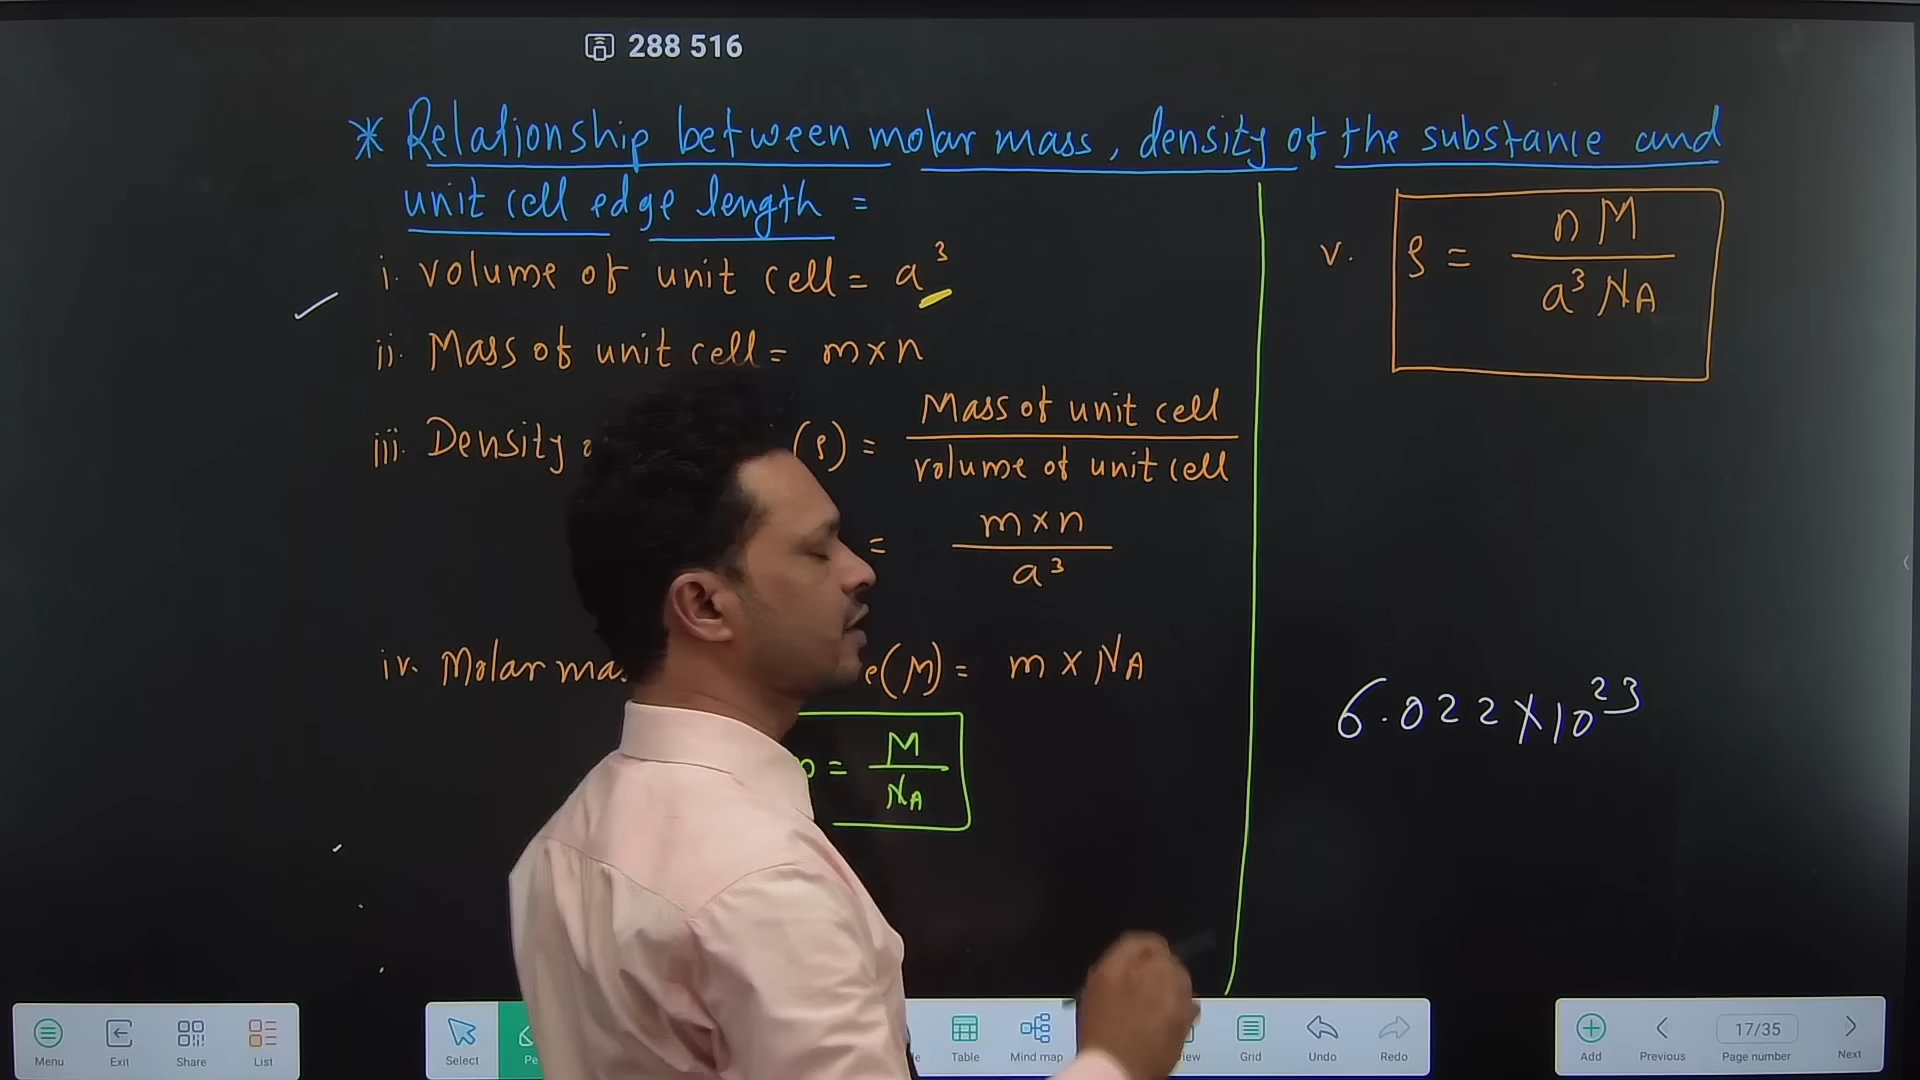 288 516
* Relationship between molar mass, density of the substance and
unit cell edge length =
i. volume of unit cell = a³
ii. Mass of unit cell = m×n
iii. Density (ρ) = Mass of unit cell / volume of unit cell
= m×n / a³
iv. Molar (M) = m × NA
= M / NA
v. ρ = n M / a³ NA
6.022×10²³
Menu Exit Share List
Select Table Mind map Grid Undo Redo
Add Previous 17/35 Page number Next